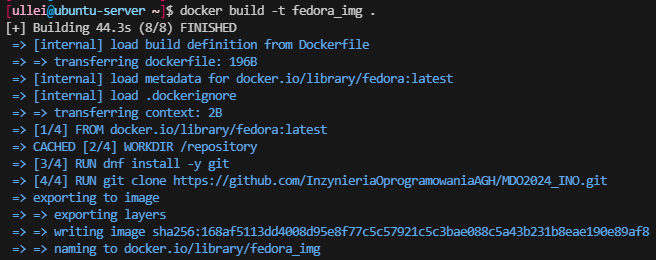 [ullei@ubuntu-server ~]$ docker build -t fedora_img .
[+] Building 44.3s (8/8) FINISHED
=> [internal] load build definition from Dockerfile
=> => transferring dockerfile: 196B
=> [internal] load metadata for docker.io/library/fedora:latest
=> [internal] load .dockerignore
=> => transferring context: 2B
=> [1/4] FROM docker.io/library/fedora:latest
=> CACHED [2/4] WORKDIR /repository
=> [3/4] RUN dnf install -y git
=> [4/4] RUN git clone https://github.com/InzynieriaOprogramowaniaAGH/MDO2024_INO.git
=> exporting to image
=> => exporting layers
=> => writing image sha256:168af5113dd4008d95e8f77c5c57921c5c3bae088c5a43b231b8eae190e89af8
=> => naming to docker.io/library/fedora_img